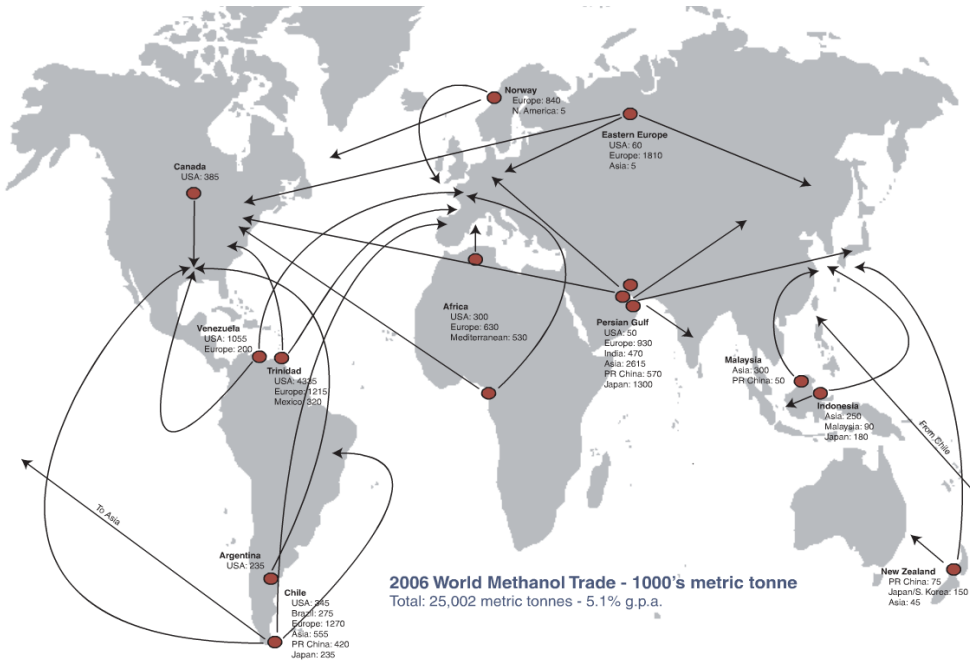 Norway
Europe: 840
N. America: 5
Eastern Europe
USA: 60
Europe: 1810
Asia: 5
Canada
USA: 385
Africa
USA: 300
Europe: 630
Mediterranean: 530
Persian Gulf
USA: 50
Europe: 930
India: 470
Asia: 2615
PR China: 570
Japan: 1300
Venezuela
USA: 1055
Europe: 200
Trinidad
USA: 4335
Europe: 1215
Mexico: 320
Malaysia
Asia: 300
PR China: 50
Indonesia
Asia: 250
Malaysia: 90
Japan: 180
From Chile
To Asia
Argentina
USA: 235
Chile
USA: 345
Brazil: 275
Europe: 1270
Asia: 555
PR China: 420
Japan: 235
New Zealand
PR China: 75
Japan/S. Korea: 150
Asia: 45
2006 World Methanol Trade - 1000's metric tonne
Total: 25,002 metric tonnes - 5.1% g.p.a.